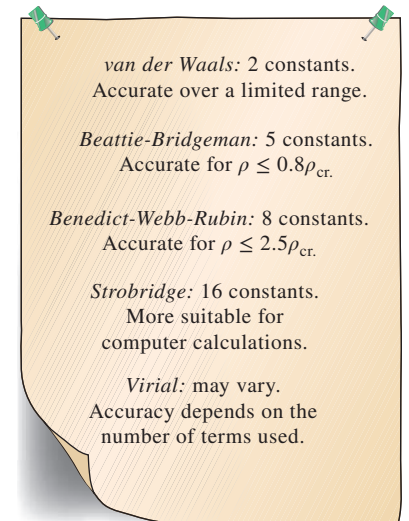 van der Waals: 2 constants.
Accurate over a limited range.
Beattie-Bridgeman: 5 constants.
Accurate for ρ ≤ 0.8ρcr.
Benedict-Webb-Rubin: 8 constants.
Accurate for ρ ≤ 2.5ρcr.
Strobridge: 16 constants.
More suitable for
computer calculations.
Virial: may vary.
Accuracy depends on the
number of terms used.